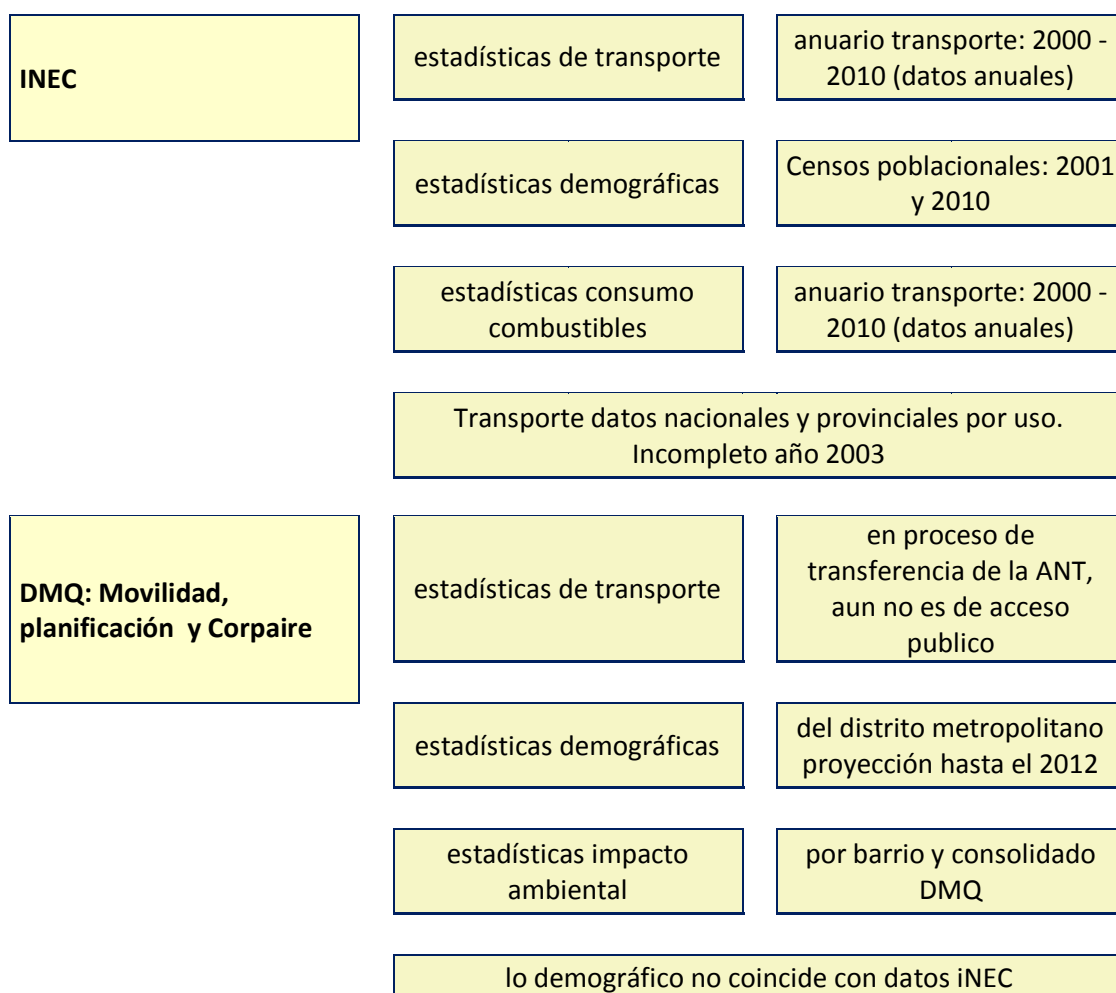 INEC
estadísticas de transporte
anuario transporte: 2000 -
2010 (datos anuales)
estadísticas demográficas
Censos poblacionales: 2001
y 2010
estadísticas consumo
combustibles
anuario transporte: 2000 -
2010 (datos anuales)
Transporte datos nacionales y provinciales por uso.
Incompleto año 2003
DMQ: Movilidad,
planificación y Corpaire
estadísticas de transporte
en proceso de
transferencia de la ANT,
aun no es de acceso
publico
estadísticas demográficas
del distrito metropolitano
proyección hasta el 2012
estadísticas impacto
ambiental
por barrio y consolidado
DMQ
lo demográfico no coincide con datos iNEC